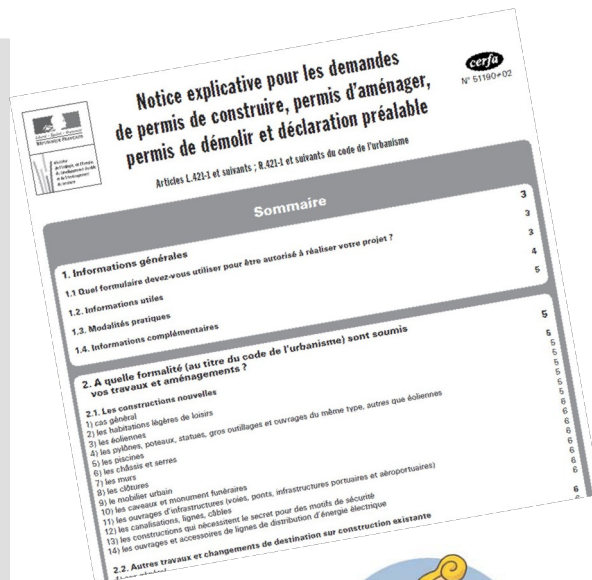 Notice explicative pour les demandes
de permis de construire, permis d'aménager,
permis de démolir et déclaration préalable
Articles L.421-1 et suivants ; R.421-1 et suivants du code de l'urbanisme
cerfa
N° 51190*02
RÉPUBLIQUE FRANÇAISE
Sommaire
1. Informations générales 3
1.1 Quel formulaire devez-vous utiliser pour être autorisé à réaliser votre projet ? 3
1.2. Informations utiles 3
1.3. Modalités pratiques 4
1.4. Informations complémentaires 5
2. A quelle formalité (au titre du code de l'urbanisme) sont soumis
vos travaux et aménagements ? 5
2.1. Les constructions nouvelles 5
1) cas général 5
2) les habitations légères de loisirs 5
3) les éoliennes 5
4) les pylônes, poteaux, statues, gros outillages et ouvrages du même type, autres que éoliennes 5
5) les piscines 5
6) les châssis et serres 5
7) les murs 6
8) les clôtures 6
9) le mobilier urbain 6
10) les caveaux et monument funéraires 6
11) les ouvrages d'infrastructures (voies, ponts, infrastructures portuaires et aéroportuaires) 6
12) les canalisations, lignes, câbles 6
13) les constructions qui nécessitent le secret pour des motifs de sécurité 6
14) les ouvrages et accessoires de lignes de distribution d'énergie électrique 6
2.2. Autres travaux et changements de destination sur construction existante 6